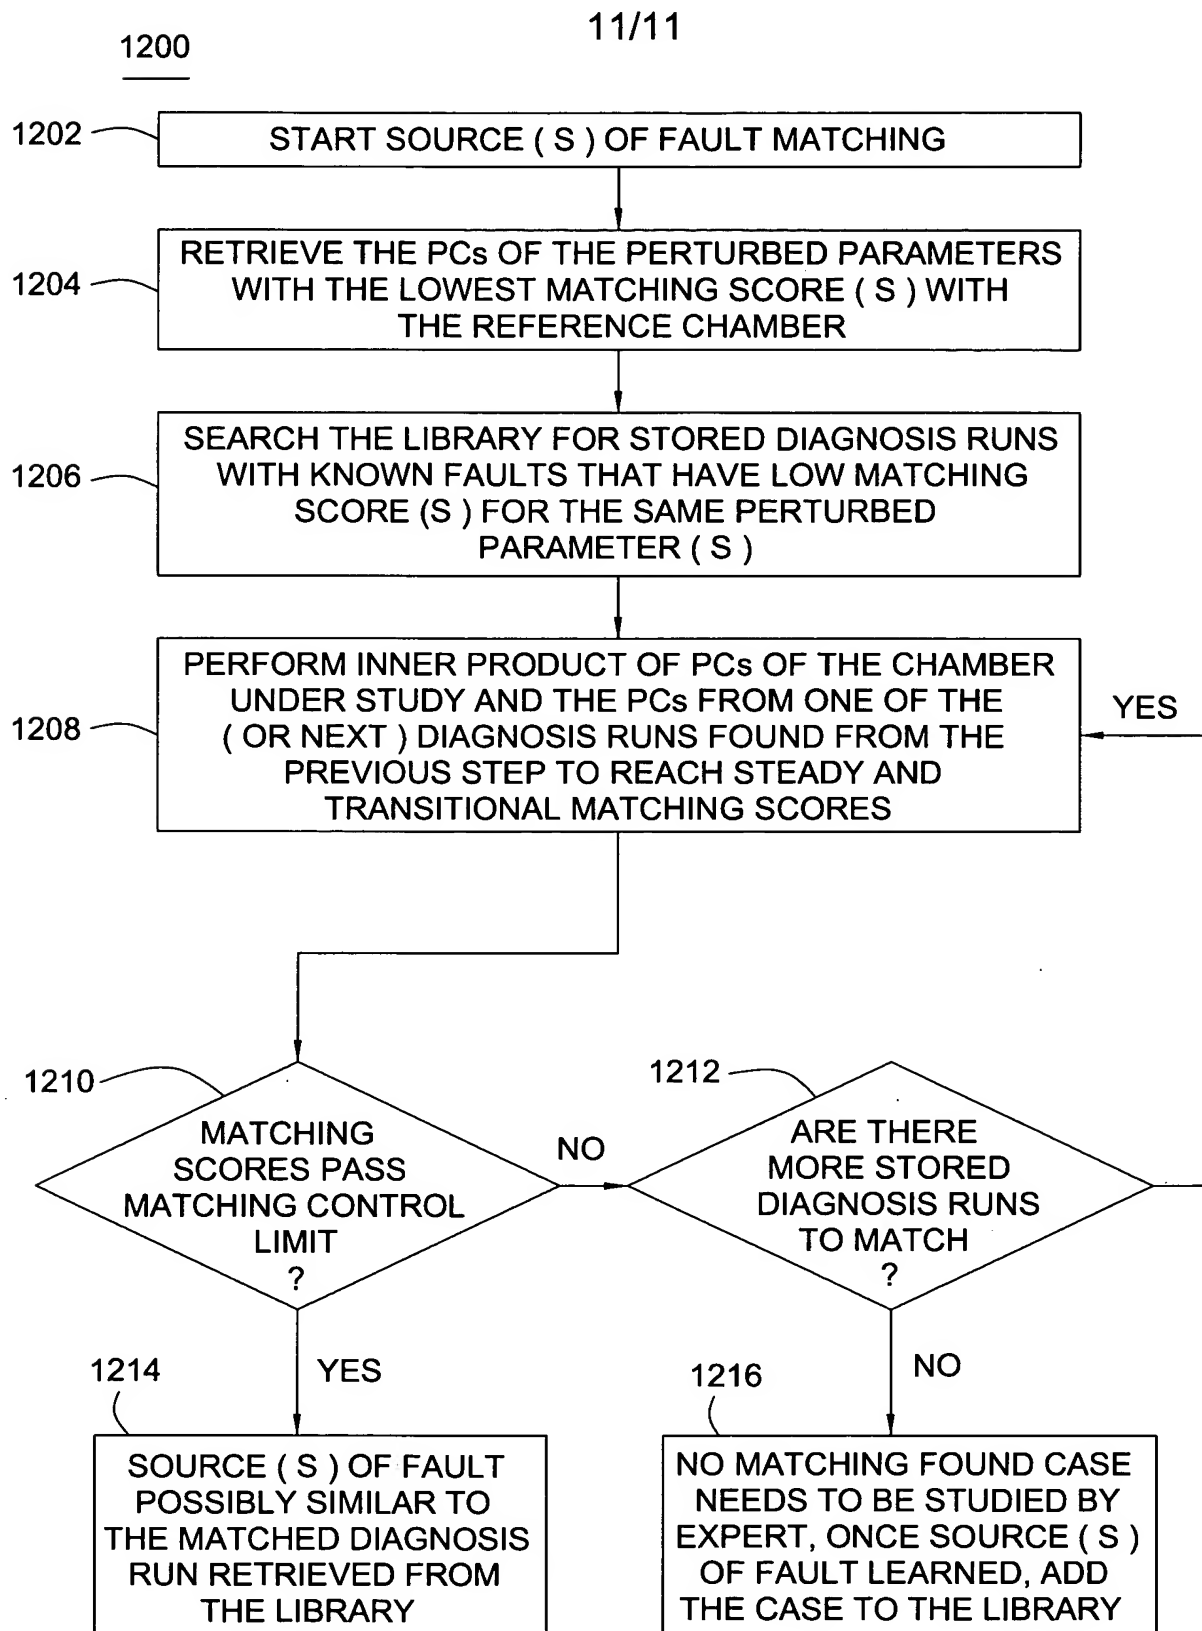 11/11
1200
1202
START SOURCE ( S ) OF FAULT MATCHING
1204
RETRIEVE THE PCs OF THE PERTURBED PARAMETERS
WITH THE LOWEST MATCHING SCORE ( S ) WITH
THE REFERENCE CHAMBER
1206
SEARCH THE LIBRARY FOR STORED DIAGNOSIS RUNS
WITH KNOWN FAULTS THAT HAVE LOW MATCHING
SCORE (S ) FOR THE SAME PERTURBED
PARAMETER ( S )
1208
PERFORM INNER PRODUCT OF PCs OF THE CHAMBER
UNDER STUDY AND THE PCs FROM ONE OF THE
( OR NEXT ) DIAGNOSIS RUNS FOUND FROM THE
PREVIOUS STEP TO REACH STEADY AND
TRANSITIONAL MATCHING SCORES
YES
1210
MATCHING
SCORES PASS
MATCHING CONTROL
LIMIT
?
NO
1212
ARE THERE
MORE STORED
DIAGNOSIS RUNS
TO MATCH
?
YES
NO
1214
SOURCE ( S ) OF FAULT
POSSIBLY SIMILAR TO
THE MATCHED DIAGNOSIS
RUN RETRIEVED FROM
THE LIBRARY
1216
NO MATCHING FOUND CASE
NEEDS TO BE STUDIED BY
EXPERT, ONCE SOURCE ( S )
OF FAULT LEARNED, ADD
THE CASE TO THE LIBRARY